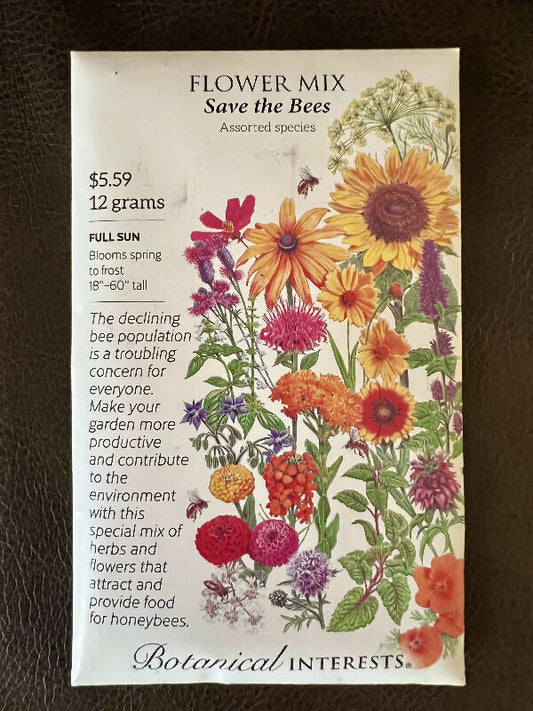 FLOWER MIX
Save the Bees
Assorted species
$5.59
12 grams
FULL SUN
Blooms spring
to frost
18"–60" tall
The declining
bee population
is a troubling
concern for
everyone.
Make your
garden more
productive
and contribute
to the
environment
with this
special mix of
herbs and
flowers that
attract and
provide food
for honeybees.
Botanical INTERESTS®